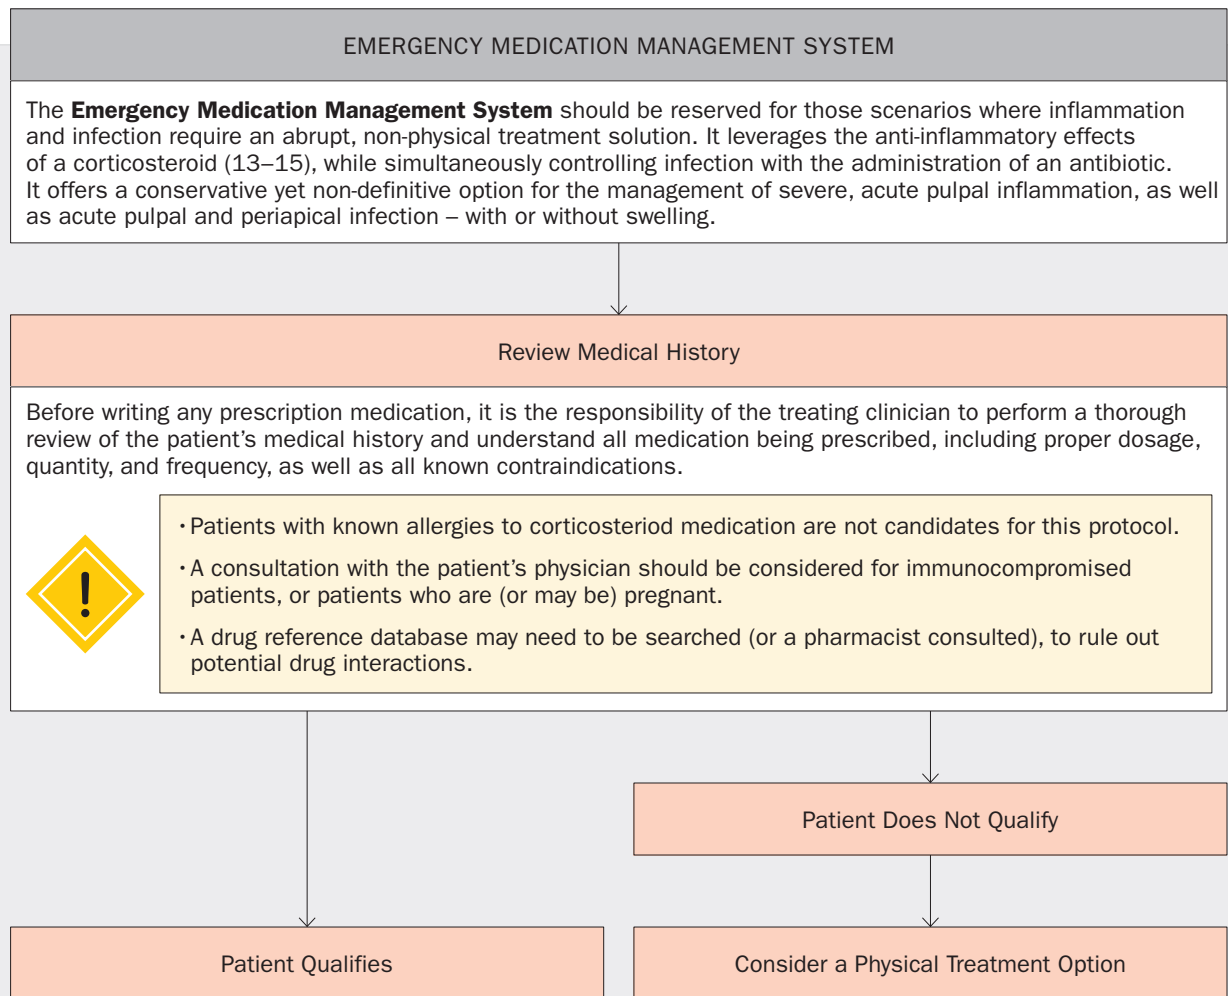 EMERGENCY MEDICATION MANAGEMENT SYSTEM
The Emergency Medication Management System should be reserved for those scenarios where inflammation
and infection require an abrupt, non-physical treatment solution. It leverages the anti-inflammatory effects
of a corticosteroid (13–15), while simultaneously controlling infection with the administration of an antibiotic.
It offers a conservative yet non-definitive option for the management of severe, acute pulpal inflammation, as well
as acute pulpal and periapical infection – with or without swelling.
Review Medical History
Before writing any prescription medication, it is the responsibility of the treating clinician to perform a thorough
review of the patient’s medical history and understand all medication being prescribed, including proper dosage,
quantity, and frequency, as well as all known contraindications.
!
· Patients with known allergies to corticosteriod medication are not candidates for this protocol.
· A consultation with the patient’s physician should be considered for immunocompromised
patients, or patients who are (or may be) pregnant.
· A drug reference database may need to be searched (or a pharmacist consulted), to rule out
potential drug interactions.
Patient Does Not Qualify
Patient Qualifies
Consider a Physical Treatment Option